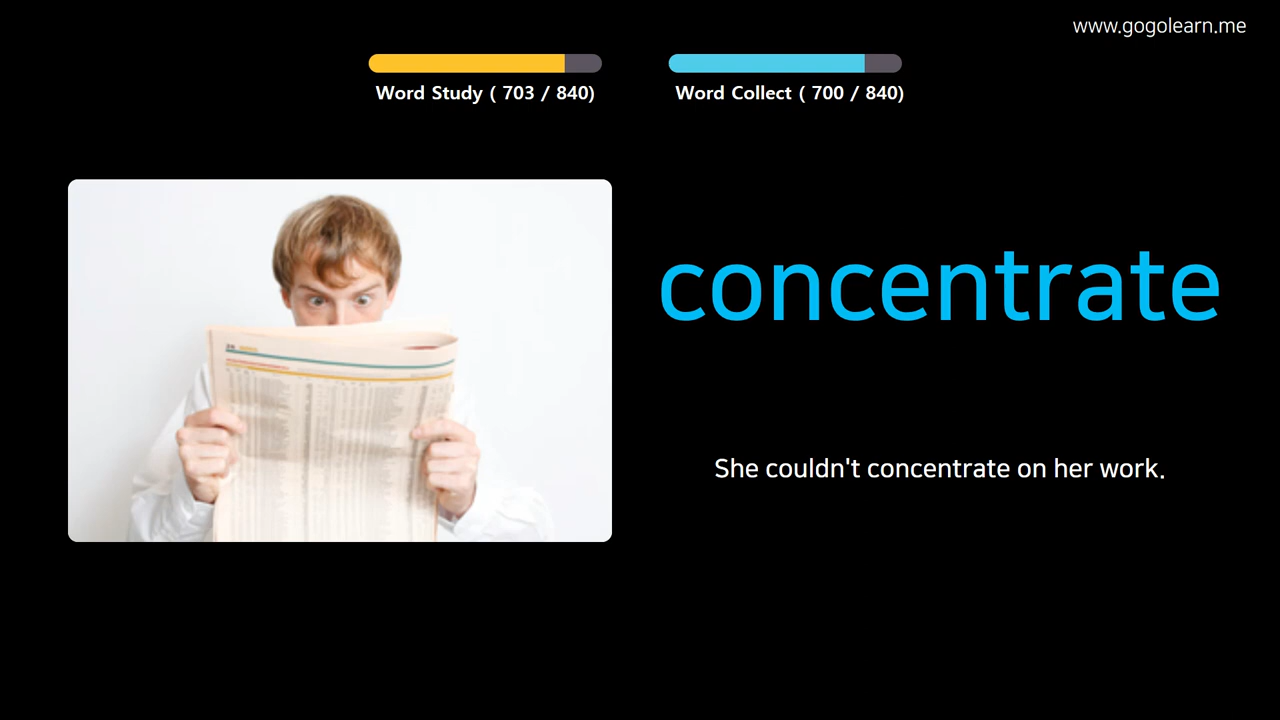 www.gogolearn.me
Word Study ( 703 / 840)
Word Collect ( 700 / 840)
concentrate
She couldn't concentrate on her work.